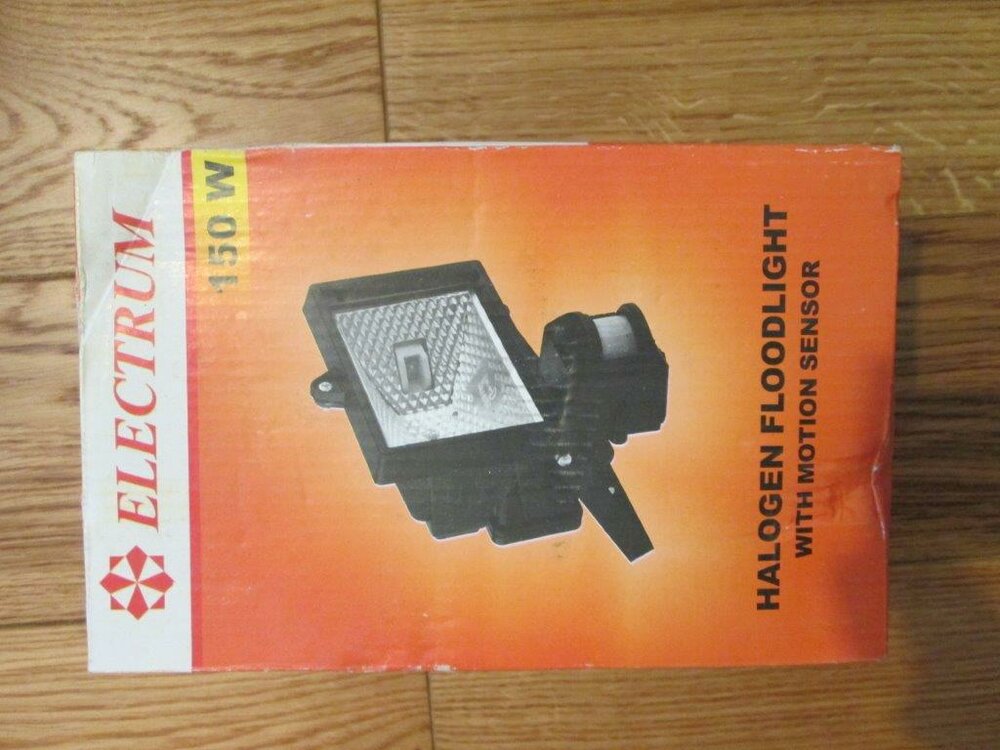 ELECTRUM
150 W
HALOGEN FLOODLIGHT
WITH MOTION SENSOR